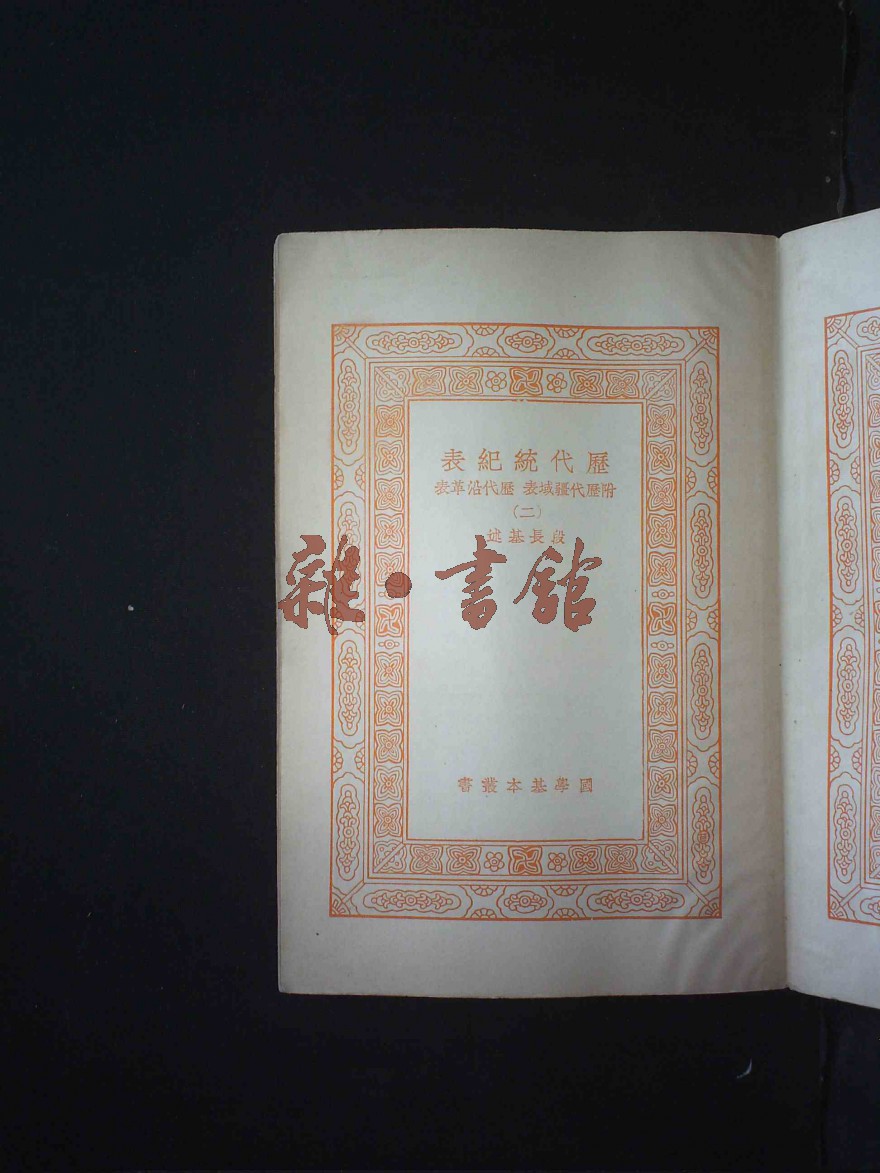 歷代統紀表
附歷代疆域表 歷代沿革表
(二)
段長基述
雜·書館
國學基本叢書